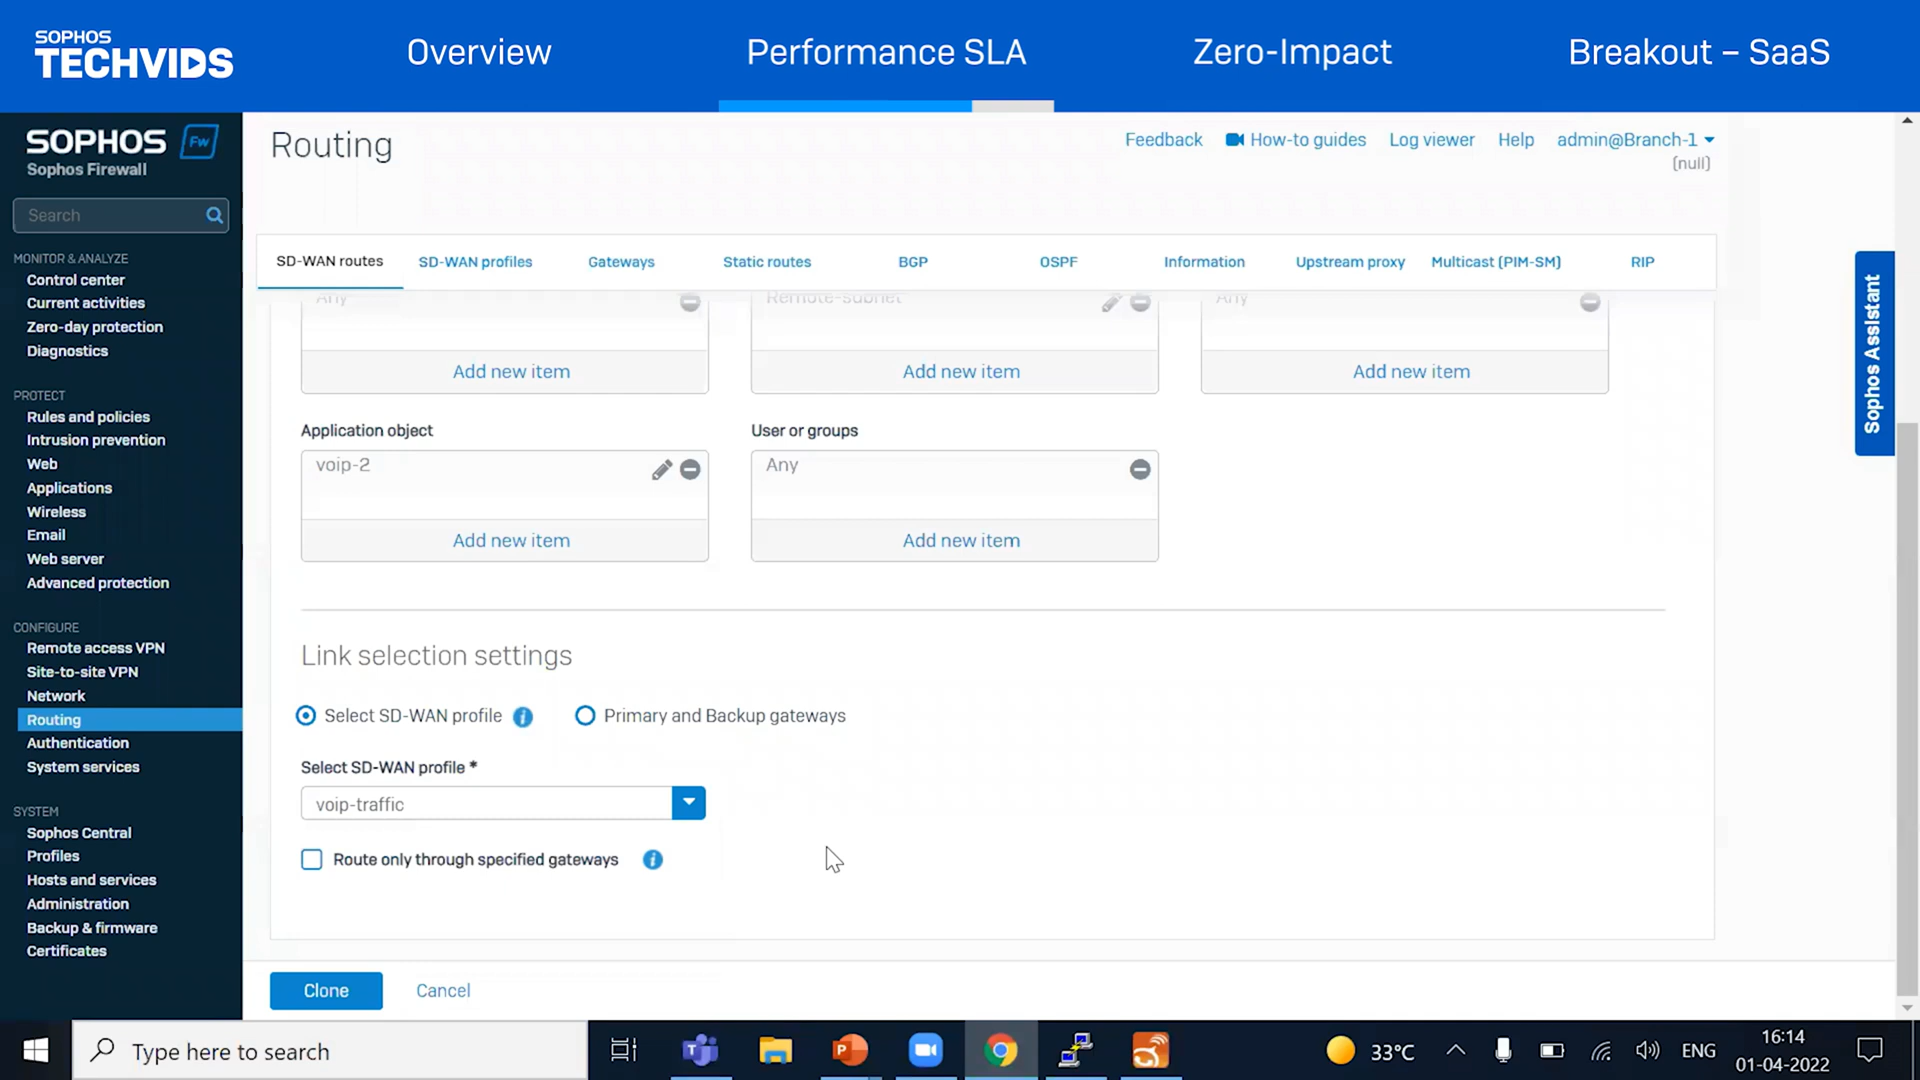 SOPHOS
TECHVIDS
Overview
Performance SLA
Zero-Impact
Breakout – SaaS
SOPHOS Fw
Sophos Firewall
Search
MONITOR & ANALYZE
Control center
Current activities
Zero-day protection
Diagnostics
PROTECT
Rules and policies
Intrusion prevention
Web
Applications
Wireless
Email
Web server
Advanced protection
CONFIGURE
Remote access VPN
Site-to-site VPN
Network
Routing
Authentication
System services
SYSTEM
Sophos Central
Profiles
Hosts and services
Administration
Backup & firmware
Certificates
Routing
Feedback
How-to guides
Log viewer
Help
admin@Branch-1
(null)
SD-WAN routes
SD-WAN profiles
Gateways
Static routes
BGP
OSPF
Information
Upstream proxy
Multicast (PIM-SM)
RIP
Any
Remote-subnet
Any
Add new item
Add new item
Add new item
Application object
User or groups
voip-2
Any
Add new item
Add new item
Link selection settings
Select SD-WAN profile i
Primary and Backup gateways
Select SD-WAN profile *
voip-traffic
Route only through specified gateways i
Clone
Cancel
Sophos Assistant
Type here to search
33°C
ENG
16:14
01-04-2022